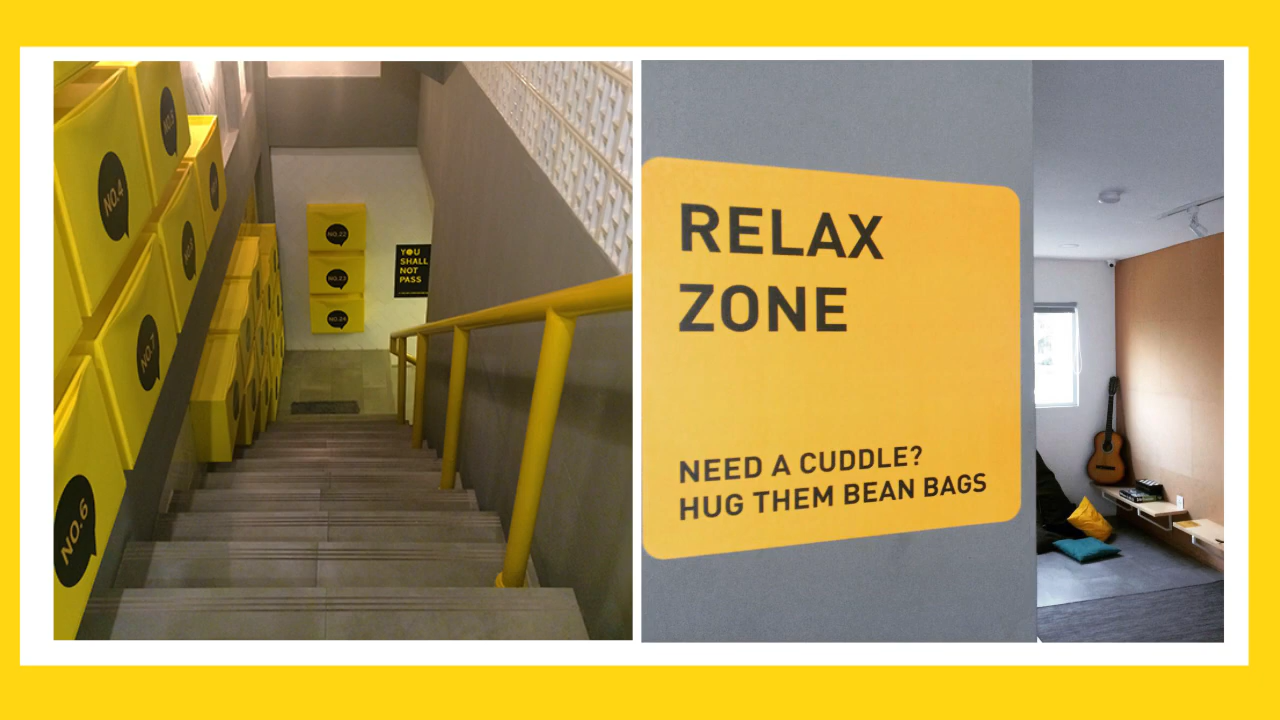 NO.4
NO.7
NO.6
NO.22
NO.23
NO.24
YOU
SHALL
NOT
PASS
RELAX
ZONE
NEED A CUDDLE?
HUG THEM BEAN BAGS